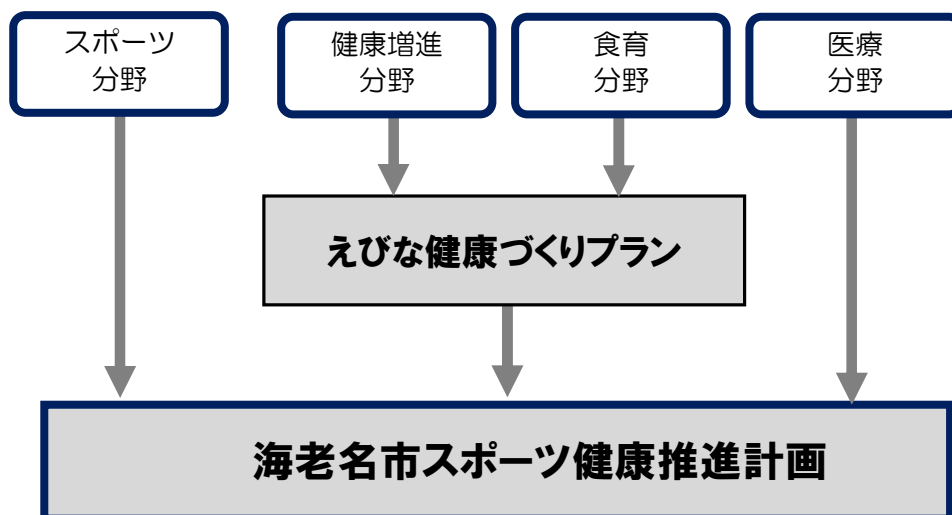 スポーツ
分野
健康増進
分野
食育
分野
医療
分野
えびな健康づくりプラン
海老名市スポーツ健康推進計画